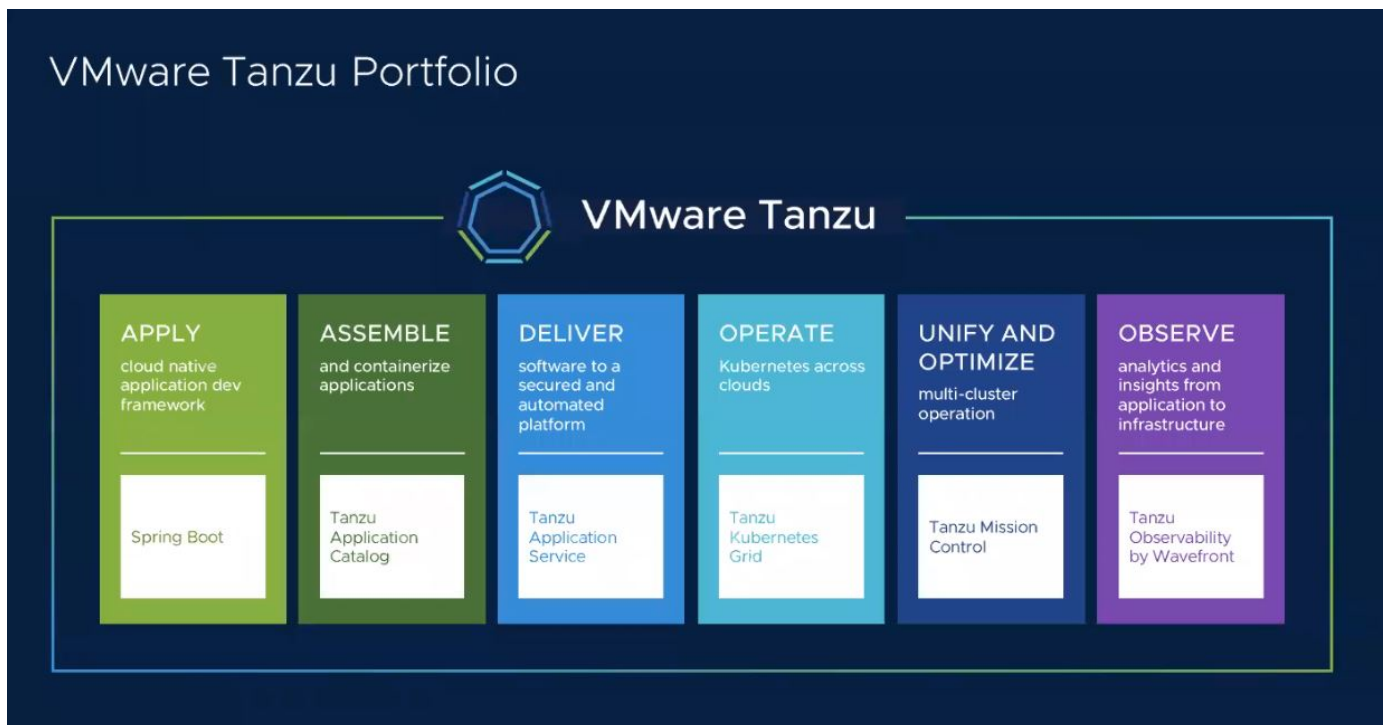 VMware Tanzu Portfolio
VMware Tanzu
APPLY
cloud native
application dev
framework
Spring Boot
ASSEMBLE
and containerize
applications
Tanzu
Application
Catalog
DELIVER
software to a
secured and
automated
platform
Tanzu
Application
Service
OPERATE
Kubernetes across
clouds
Tanzu
Kubernetes
Grid
UNIFY AND
OPTIMIZE
multi-cluster
operation
Tanzu Mission
Control
OBSERVE
analytics and
insights from
application to
infrastructure
Tanzu
Observability
by Wavefront